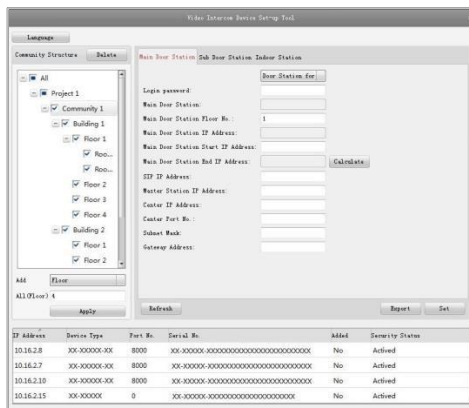 Video Intercom Device Set-up Tool
Language
Community Structure
Delete
All
Project 1
Community 1
Building 1
Floor 1
Roo...
Roo...
Floor 2
Floor 3
Floor 4
Building 2
Floor 1
Floor 2
Add Floor
All(Floor) 4
Apply
Main Door Station Sub Door Station Indoor Station
Door Station for
Login password:
Main Door Station:
Main Door Station Floor No.: 1
Main Door Station IP Address:
Main Door Station Start IP Address:
Main Door Station End IP Address: Calculate
SIP IP Address:
Master Station IP Address:
Center IP Address:
Center Port No.:
Subnet Mask:
Gateway Address:
Refresh Export Set
IP Address Device Type Port No. Serial No. Added Security Status
10.16.2.8 XX-XXXXX-XX 8000 XX-XXXXX-XXXXXXXXXXXXXXXXXXXXXXX No Actived
10.16.2.7 XX-XXXXX-XX 8000 XX-XXXXX-XXXXXXXXXXXXXXXXXXXXXXX No Actived
10.16.2.10 XX-XXXXX-XX 8000 XX-XXXXX-XXXXXXXXXXXXXXXXXXXXXXX No Actived
10.16.2.15 XX-XXXXX 0 XX-XXXXX-XXXXXXXXXXXXXXXXXXX No Actived